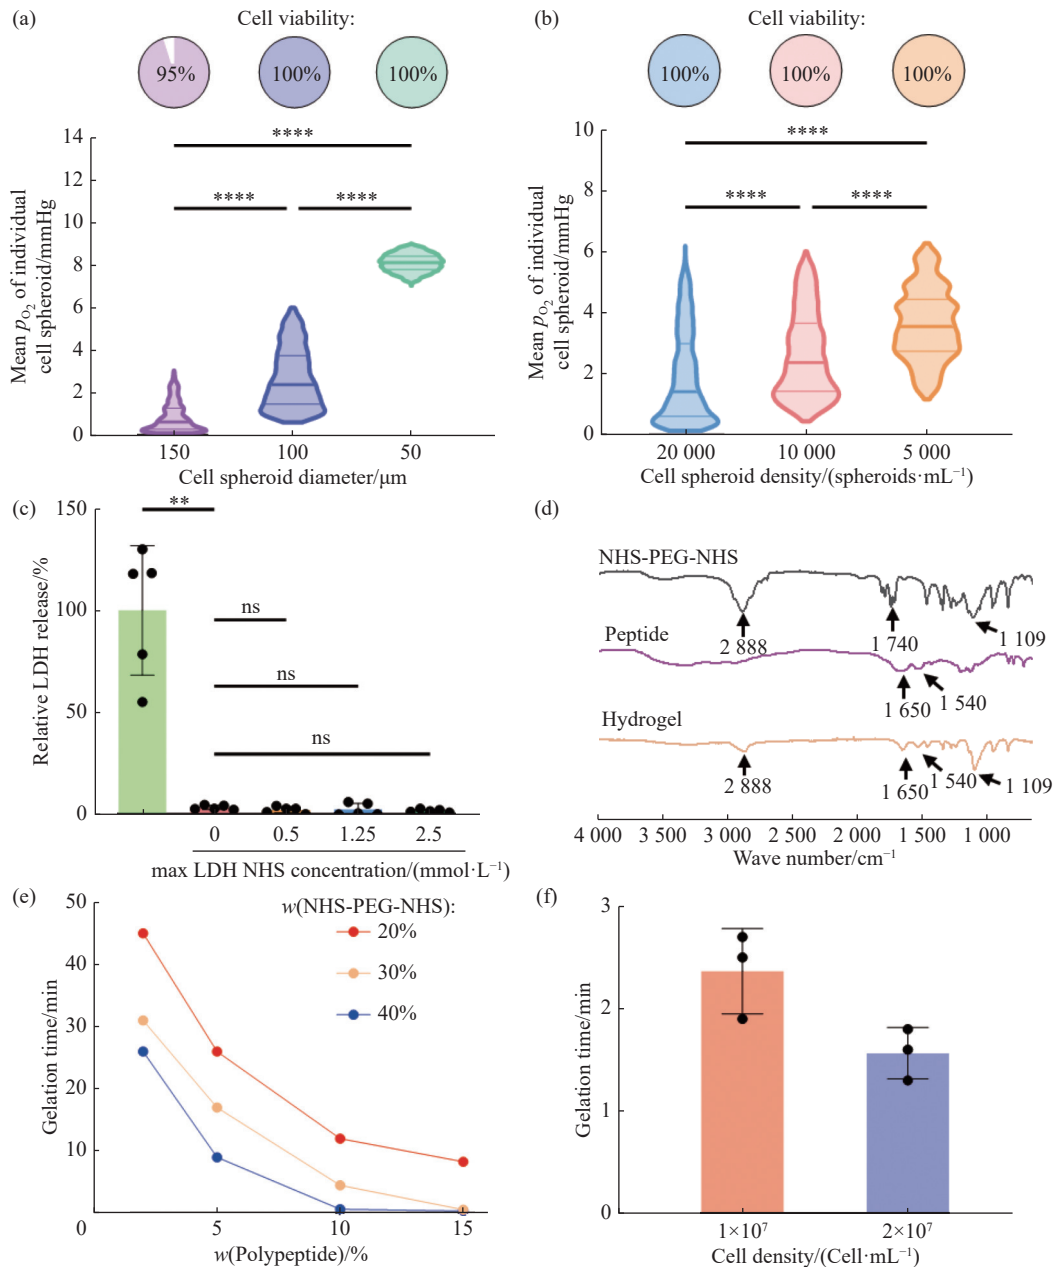 (a)
Cell viability:
95%
100%
100%
****
****
****
14
12
10
8
6
4
2
0
Mean pO₂ of individual
cell spheroid/mmHg
150
100
50
Cell spheroid diameter/μm
(b)
Cell viability:
100%
100%
100%
****
****
****
10
8
6
4
2
0
Mean pO₂ of individual
cell spheroid/mmHg
20 000
10 000
5 000
Cell spheroid density/(spheroids·mL⁻¹)
(c)
150
100
50
0
Relative LDH release/%
**
ns
ns
ns
0
0.5
1.25
2.5
max LDH NHS concentration/(mmol·L⁻¹)
(d)
NHS-PEG-NHS
2 888
1 740
1 109
Peptide
1 650
1 540
Hydrogel
2 888
1 650
1 540
1 109
4 000
3 000
2 500
2 000
1 500
1 000
Wave number/cm⁻¹
(e)
50
40
30
20
10
0
Gelation time/min
w(NHS-PEG-NHS):
20%
30%
40%
5
10
15
w(Polypeptide)/%
(f)
3
2
1
0
Gelation time/min
1×10⁷
2×10⁷
Cell density/(Cell·mL⁻¹)